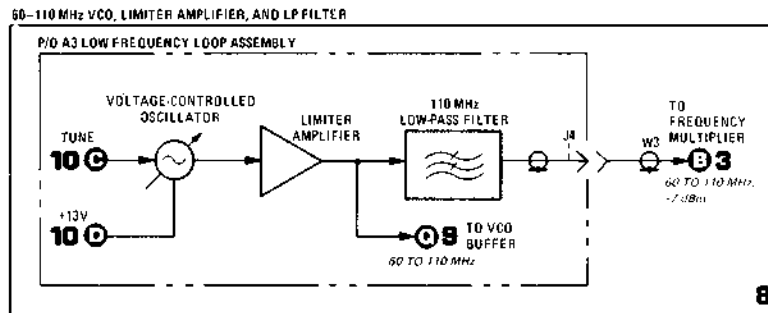 60-110 MHz VCO, LIMITER AMPLIFIER, AND LP FILTER
P/O A3 LOW FREQUENCY LOOP ASSEMBLY
VOLTAGE-CONTROLLED
OSCILLATOR
LIMITER
AMPLIFIER
110 MHz
LOW-PASS FILTER
TO
FREQUENCY
MULTIPLIER
TUNE
10 C
J4
W3
B 3
60 TO 110 MHz,
-7 dBm
+13V
10 D
9
TO VCO
BUFFER
60 TO 110 MHz
8